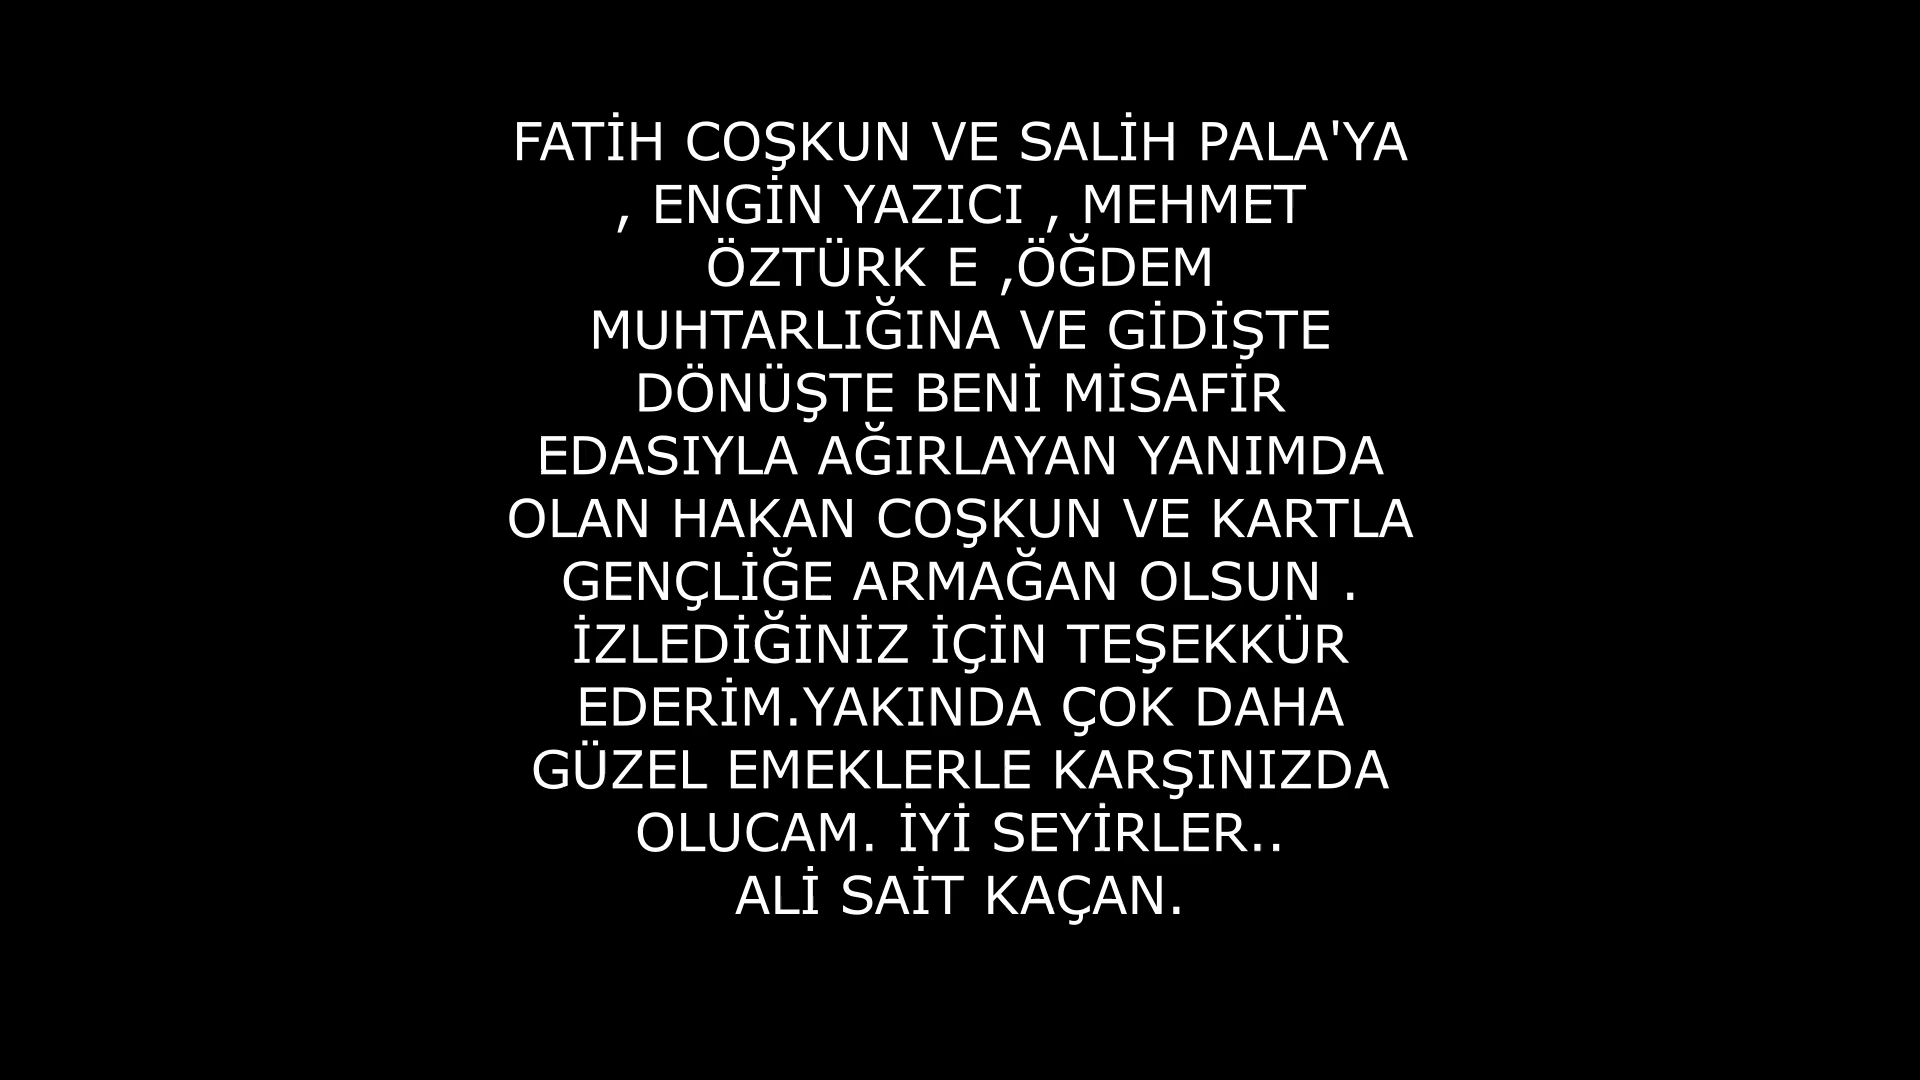 FATİH COŞKUN VE SALİH PALA'YA
, ENGİN YAZICI , MEHMET
ÖZTÜRK E ,ÖĞDEM
MUHTARLIĞINA VE GİDİŞTE
DÖNÜŞTE BENİ MİSAFİR
EDASIYLA AĞIRLAYAN YANIMDA
OLAN HAKAN COŞKUN VE KARTLA
GENÇLİĞE ARMAĞAN OLSUN .
İZLEDİĞİNİZ İÇİN TEŞEKKÜR
EDERİM.YAKINDA ÇOK DAHA
GÜZEL EMEKLERLE KARŞINIZDA
OLUCAM. İYİ SEYİRLER..
ALİ SAİT KAÇAN.